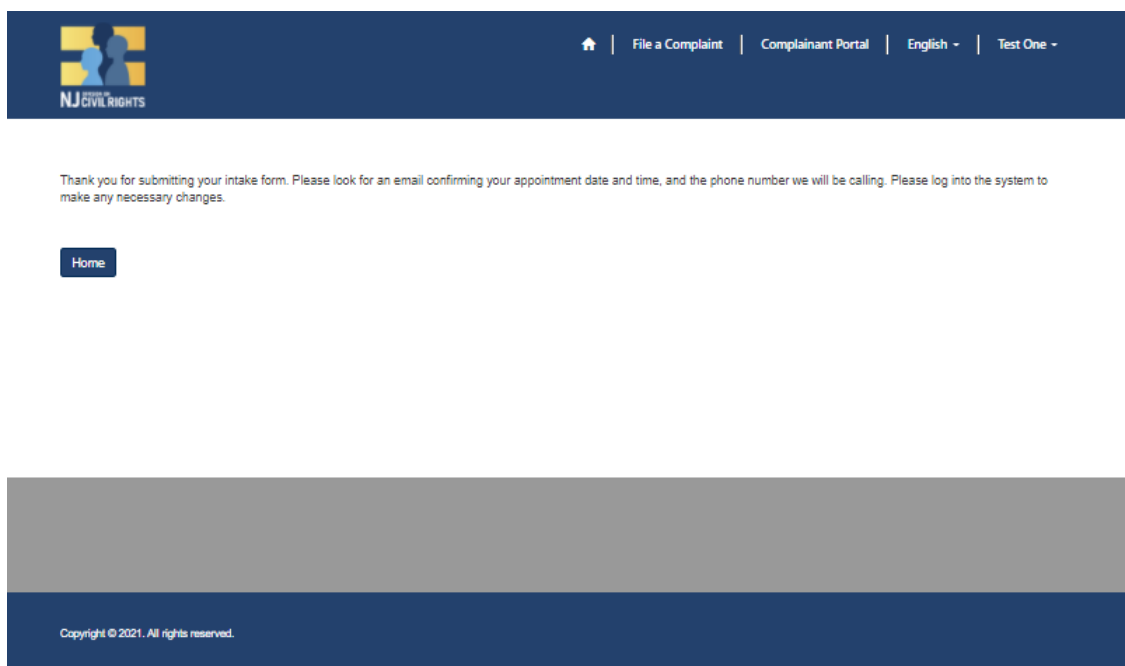 File a Complaint
Complainant Portal
English
Test One
NJ DIVISION ON CIVIL RIGHTS
Thank you for submitting your intake form. Please look for an email confirming your appointment date and time, and the phone number we will be calling. Please log into the system to
make any necessary changes.
Home
Copyright © 2021. All rights reserved.